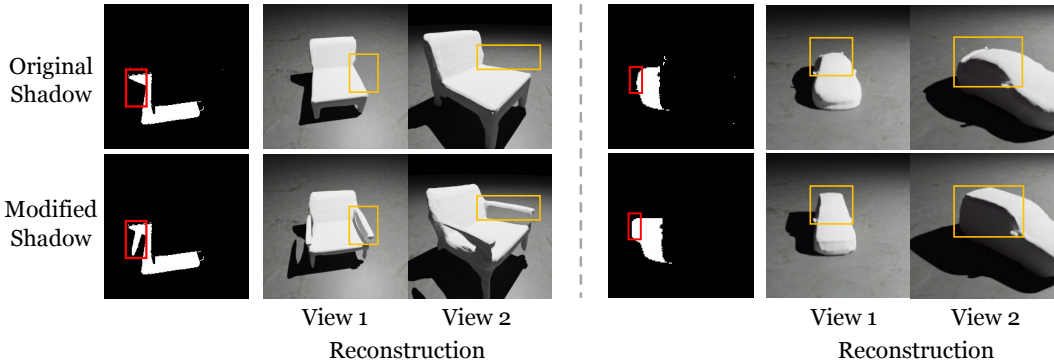 Original
Shadow
Modified
Shadow
View 1
View 2
View 1
View 2
Reconstruction
Reconstruction